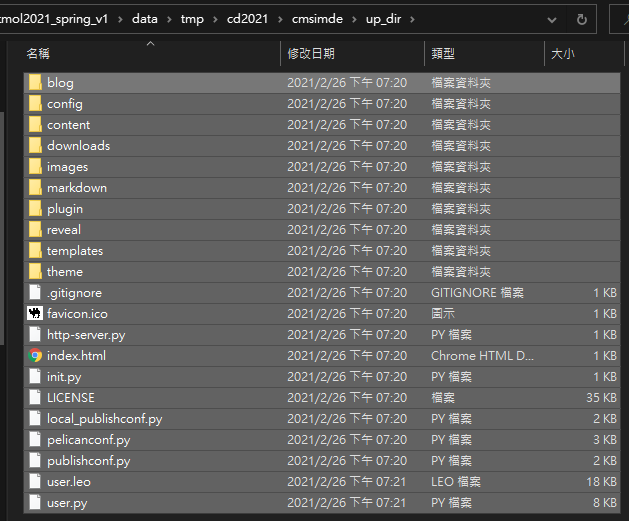 cmol2021_spring_v1 > data > tmp > cd2021 > cmsimde > up_dir >
名稱 修改日期 類型 大小
blog 2021/2/26 下午 07:20 檔案資料夾
config 2021/2/26 下午 07:20 檔案資料夾
content 2021/2/26 下午 07:20 檔案資料夾
downloads 2021/2/26 下午 07:20 檔案資料夾
images 2021/2/26 下午 07:20 檔案資料夾
markdown 2021/2/26 下午 07:20 檔案資料夾
plugin 2021/2/26 下午 07:20 檔案資料夾
reveal 2021/2/26 下午 07:20 檔案資料夾
templates 2021/2/26 下午 07:20 檔案資料夾
theme 2021/2/26 下午 07:20 檔案資料夾
.gitignore 2021/2/26 下午 07:20 GITIGNORE 檔案 1 KB
favicon.ico 2021/2/26 下午 07:20 圖示 1 KB
http-server.py 2021/2/26 下午 07:20 PY 檔案 1 KB
index.html 2021/2/26 下午 07:20 Chrome HTML D... 1 KB
init.py 2021/2/26 下午 07:20 PY 檔案 1 KB
LICENSE 2021/2/26 下午 07:20 檔案 35 KB
local_publishconf.py 2021/2/26 下午 07:20 PY 檔案 2 KB
pelicanconf.py 2021/2/26 下午 07:20 PY 檔案 3 KB
publishconf.py 2021/2/26 下午 07:20 PY 檔案 2 KB
user.leo 2021/2/26 下午 07:21 LEO 檔案 18 KB
user.py 2021/2/26 下午 07:21 PY 檔案 8 KB